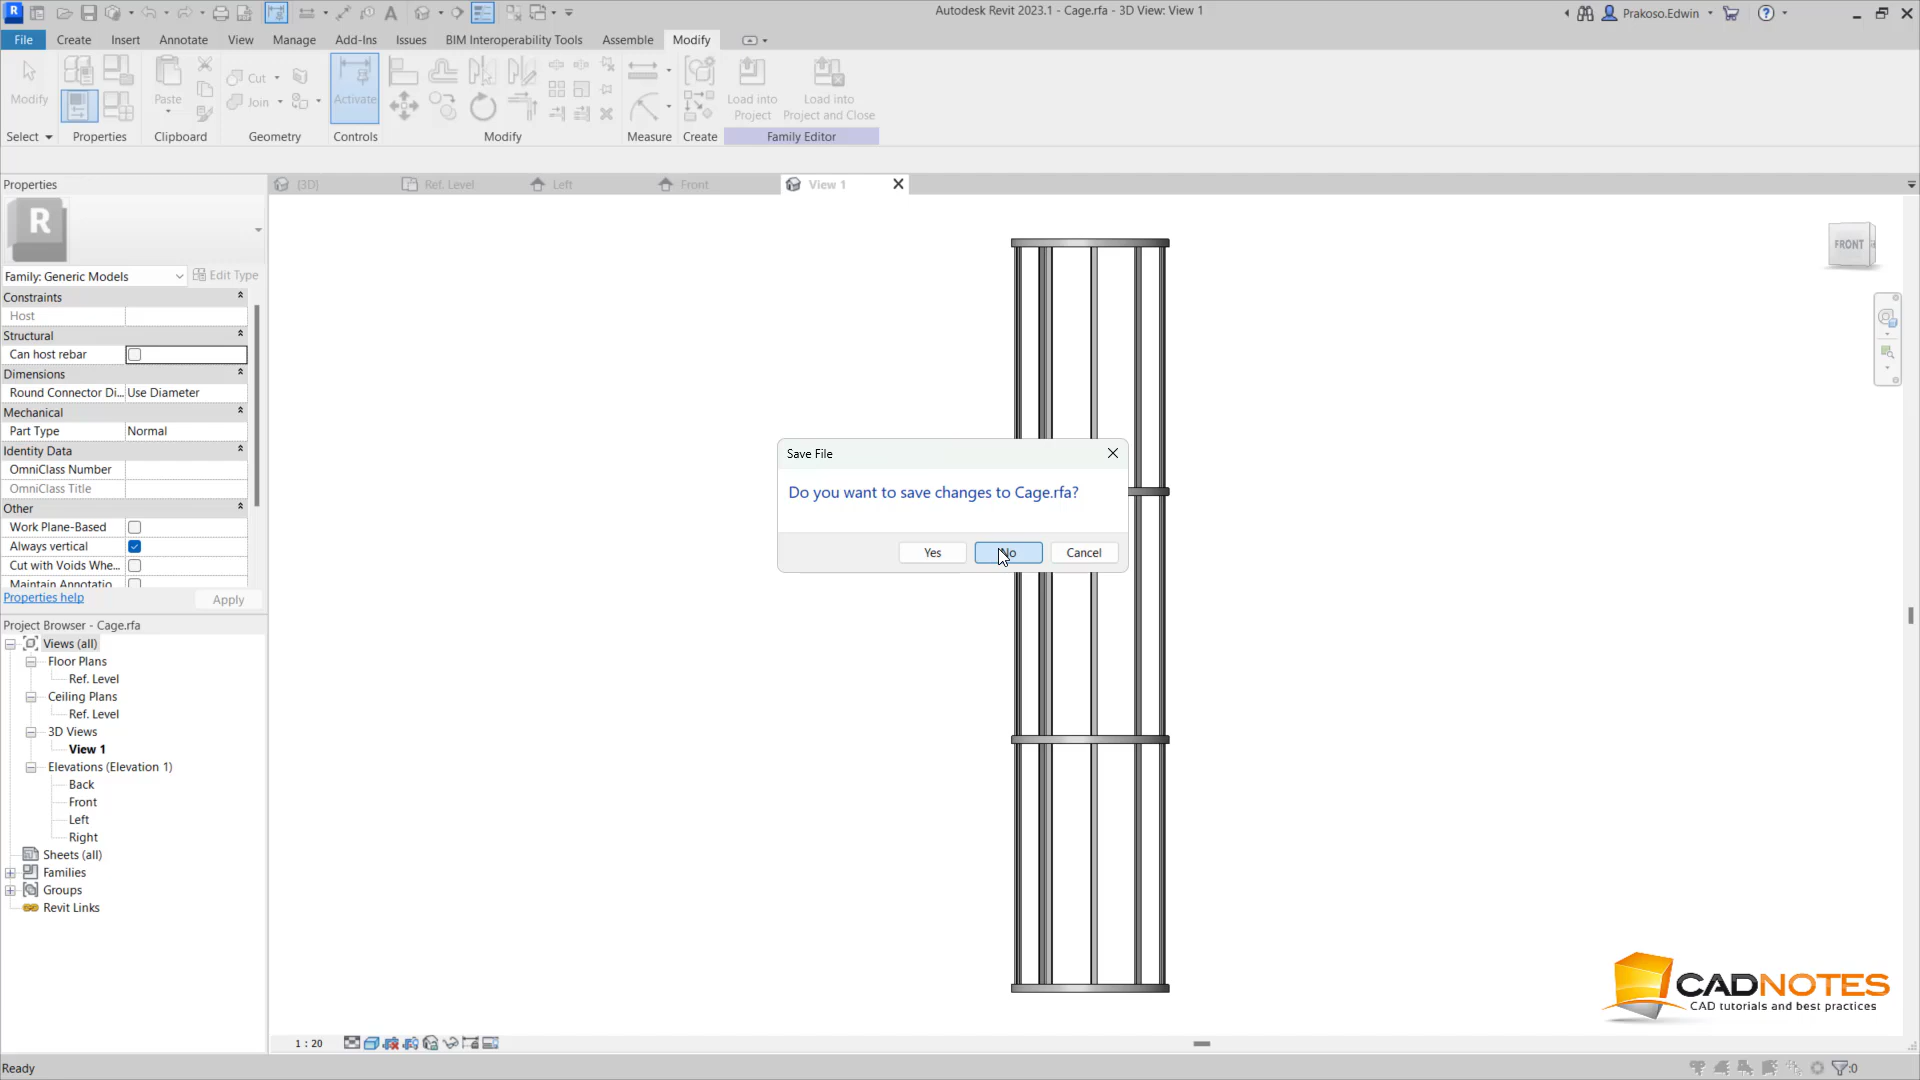 Autodesk Revit 2023.1 - Cage.rfa - 3D View: View 1
Prakoso.Edwin
File Create Insert Annotate View Manage Add-Ins Issues BIM Interoperability Tools Assemble Modify
Modify
Paste
Cut
Join
Activate
Load into
Project
Load into
Project and Close
Select Properties Clipboard Geometry Controls Modify Measure Create Family Editor
Properties
{3D} Ref. Level Left Front View 1
R
FRONT
Family: Generic Models Edit Type
Constraints
Host
Structural
Can host rebar
Dimensions
Round Connector Di... Use Diameter
Mechanical
Part Type Normal
Identity Data
OmniClass Number
OmniClass Title
Other
Work Plane-Based
Always vertical
Cut with Voids Whe...
Maintain Annotatio
Properties help Apply
Save File
Do you want to save changes to Cage.rfa?
Yes Cancel
Project Browser - Cage.rfa
Views (all)
Floor Plans
Ref. Level
Ceiling Plans
Ref. Level
3D Views
View 1
Elevations (Elevation 1)
Back
Front
Left
Right
Sheets (all)
Families
Groups
Revit Links
CADNOTES
CAD tutorials and best practices
1 : 20
Ready
:0